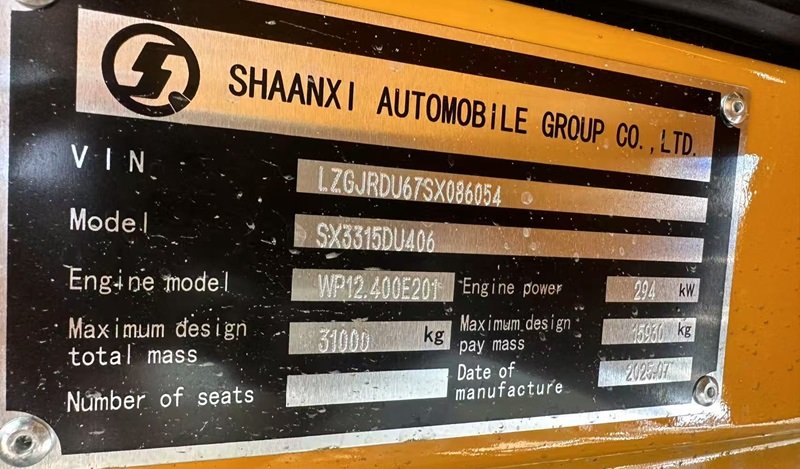 SHAANXI AUTOMOBILE GROUP CO.,LTD.
VIN LZGJRDU67SX086054
Model SX3315DU406
Engine model WP12.400E201 Engine power 294 kW
Maximum design total mass 31000 kg Maximum design pay mass 15930 kg
Number of seats Date of manufacture 2025.07